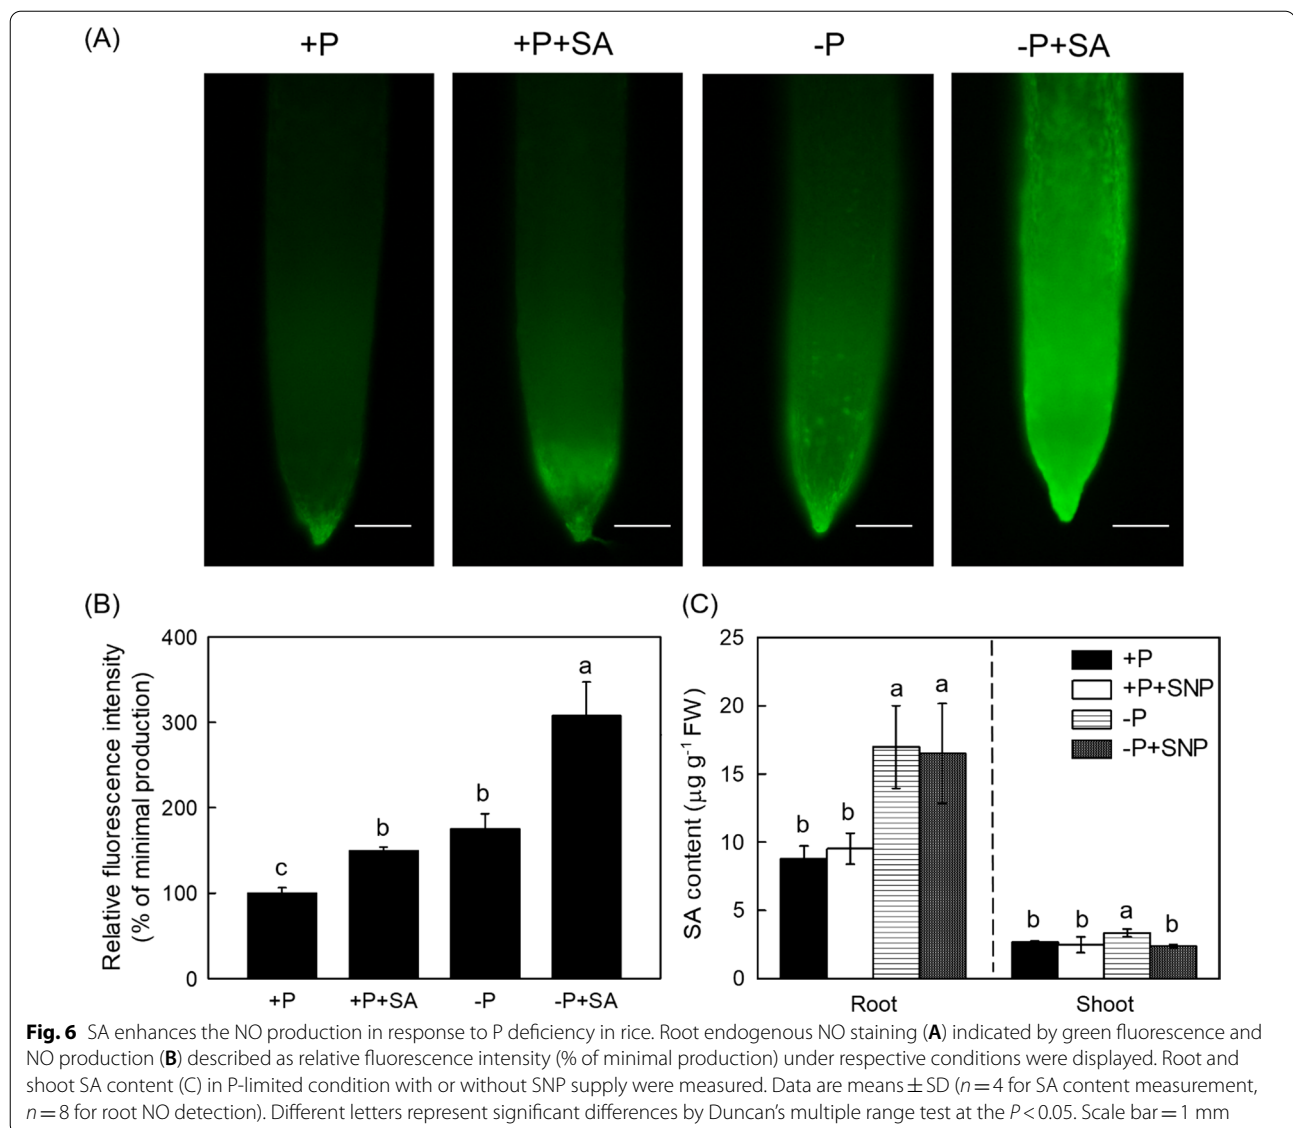 (A)
+P
+P+SA
-P
-P+SA
(B)
Relative fluorescence intensity
(% of minimal production)
400
300
200
100
0
c
b
b
a
+P
+P+SA
-P
-P+SA
(C)
SA content (µg g⁻¹ FW)
25
20
15
10
5
0
b
b
a
a
b
b
a
b
+P
+P+SNP
-P
-P+SNP
Root
Shoot
Fig. 6 SA enhances the NO production in response to P deficiency in rice. Root endogenous NO staining (A) indicated by green fluorescence and
NO production (B) described as relative fluorescence intensity (% of minimal production) under respective conditions were displayed. Root and
shoot SA content (C) in P-limited condition with or without SNP supply were measured. Data are means ± SD (n = 4 for SA content measurement,
n = 8 for root NO detection). Different letters represent significant differences by Duncan's multiple range test at the P < 0.05. Scale bar = 1 mm